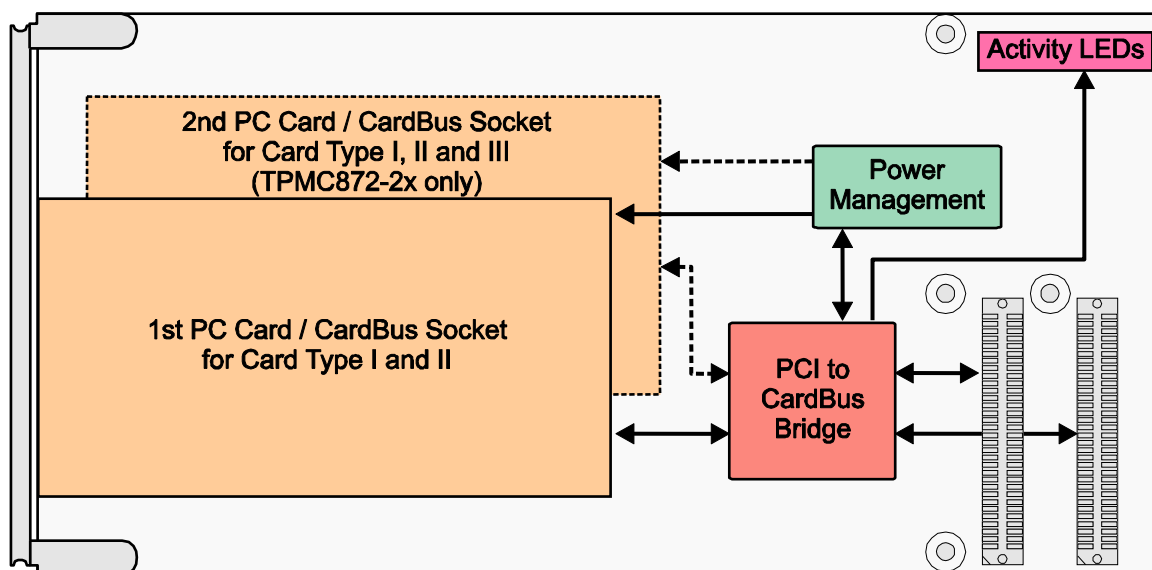 Activity LEDs
2nd PC Card / CardBus Socket
for Card Type I, II and III
(TPMC872-2x only)
Power
Management
1st PC Card / CardBus Socket
for Card Type I and II
PCI to
CardBus
Bridge